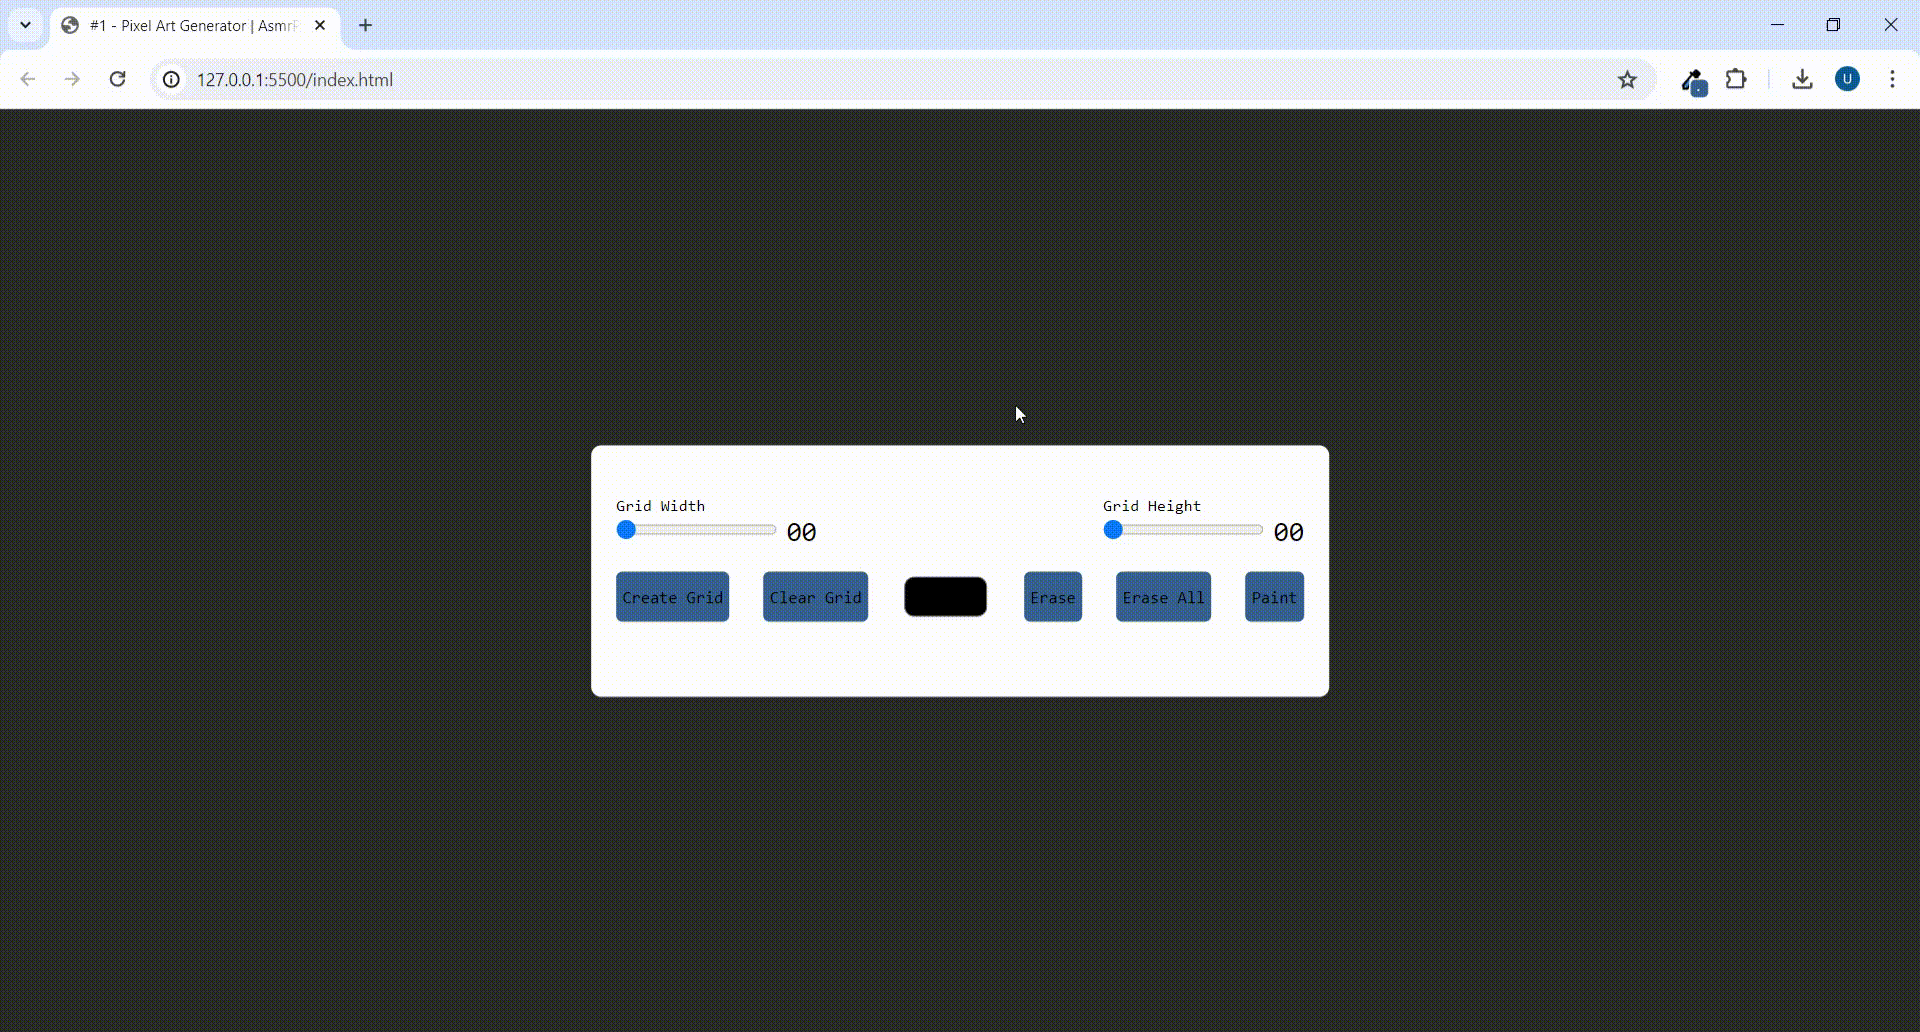 #1 - Pixel Art Generator | Asmr
127.0.0.1:5500/index.html
U
Grid Width
Grid Height
00
00
Create Grid
Clear Grid
Erase
Erase All
Paint